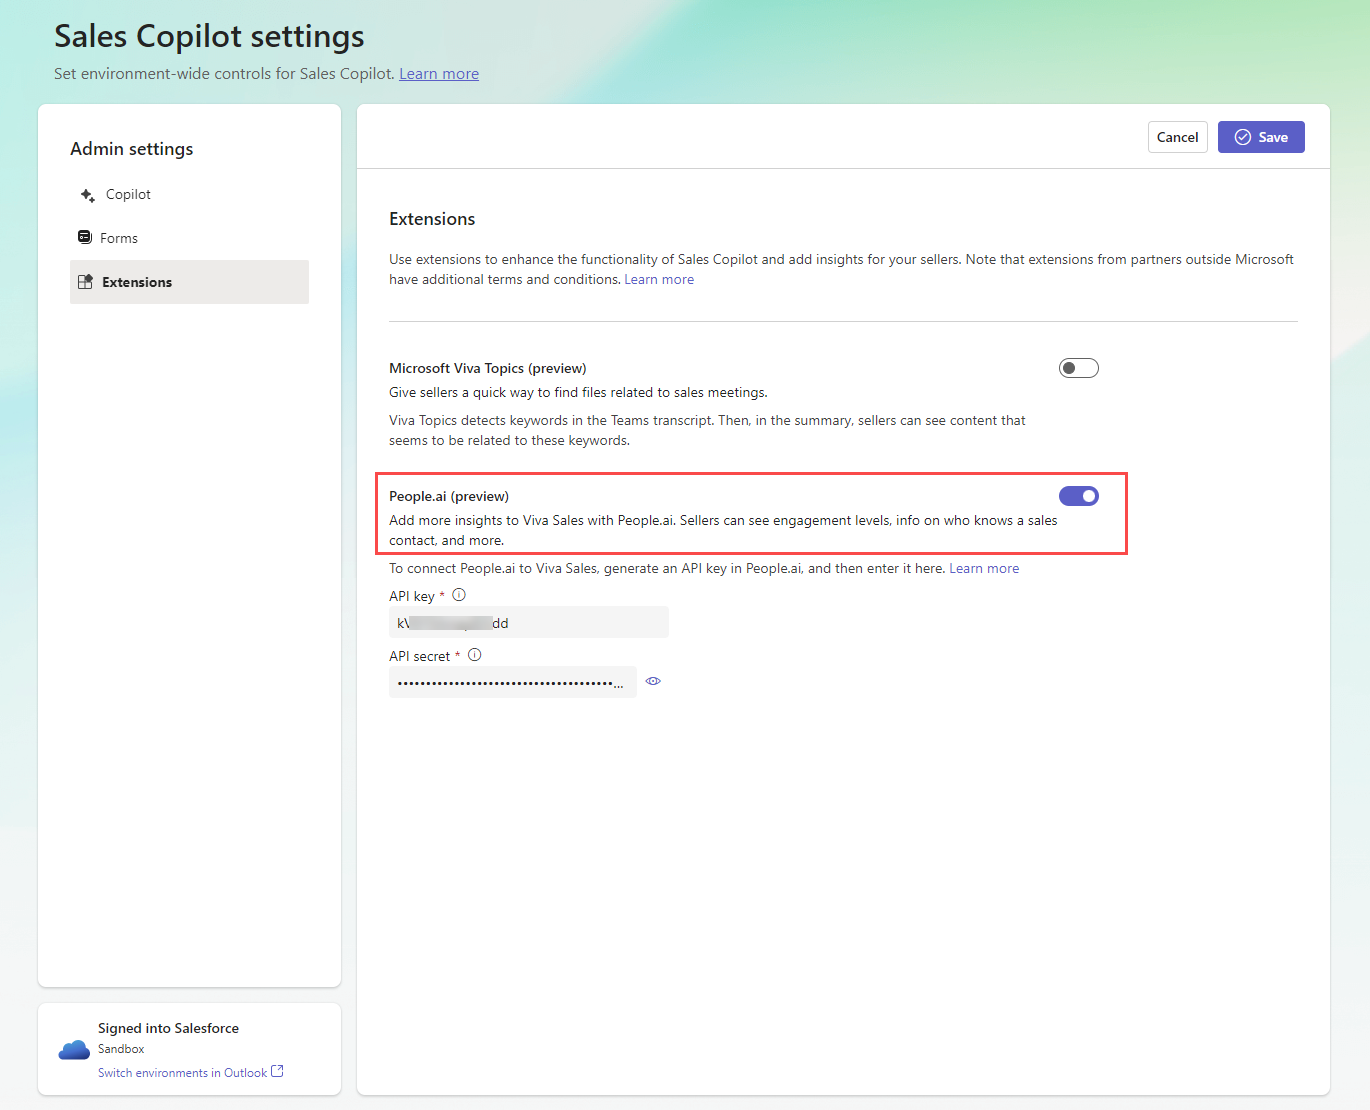 Sales Copilot settings
Set environment-wide controls for Sales Copilot. Learn more
Admin settings
Copilot
Forms
Extensions
Signed into Salesforce
Sandbox
Switch environments in Outlook
Cancel
Save
Extensions
Use extensions to enhance the functionality of Sales Copilot and add insights for your sellers. Note that extensions from partners outside Microsoft
have additional terms and conditions. Learn more
Microsoft Viva Topics (preview)
Give sellers a quick way to find files related to sales meetings.
Viva Topics detects keywords in the Teams transcript. Then, in the summary, sellers can see content that
seems to be related to these keywords.
People.ai (preview)
Add more insights to Viva Sales with People.ai. Sellers can see engagement levels, info on who knows a sales
contact, and more.
To connect People.ai to Viva Sales, generate an API key in People.ai, and then enter it here. Learn more
API key *
API secret *